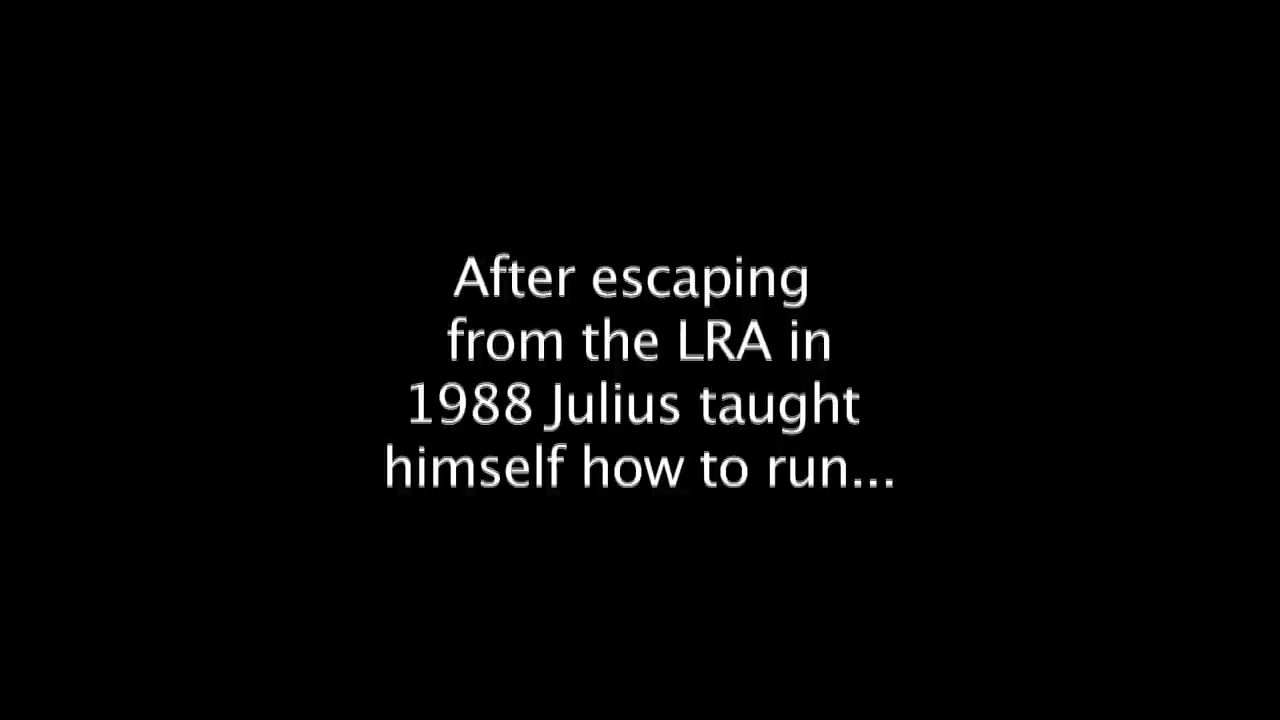 After escaping
from the LRA in
1988 Julius taught
himself how to run...